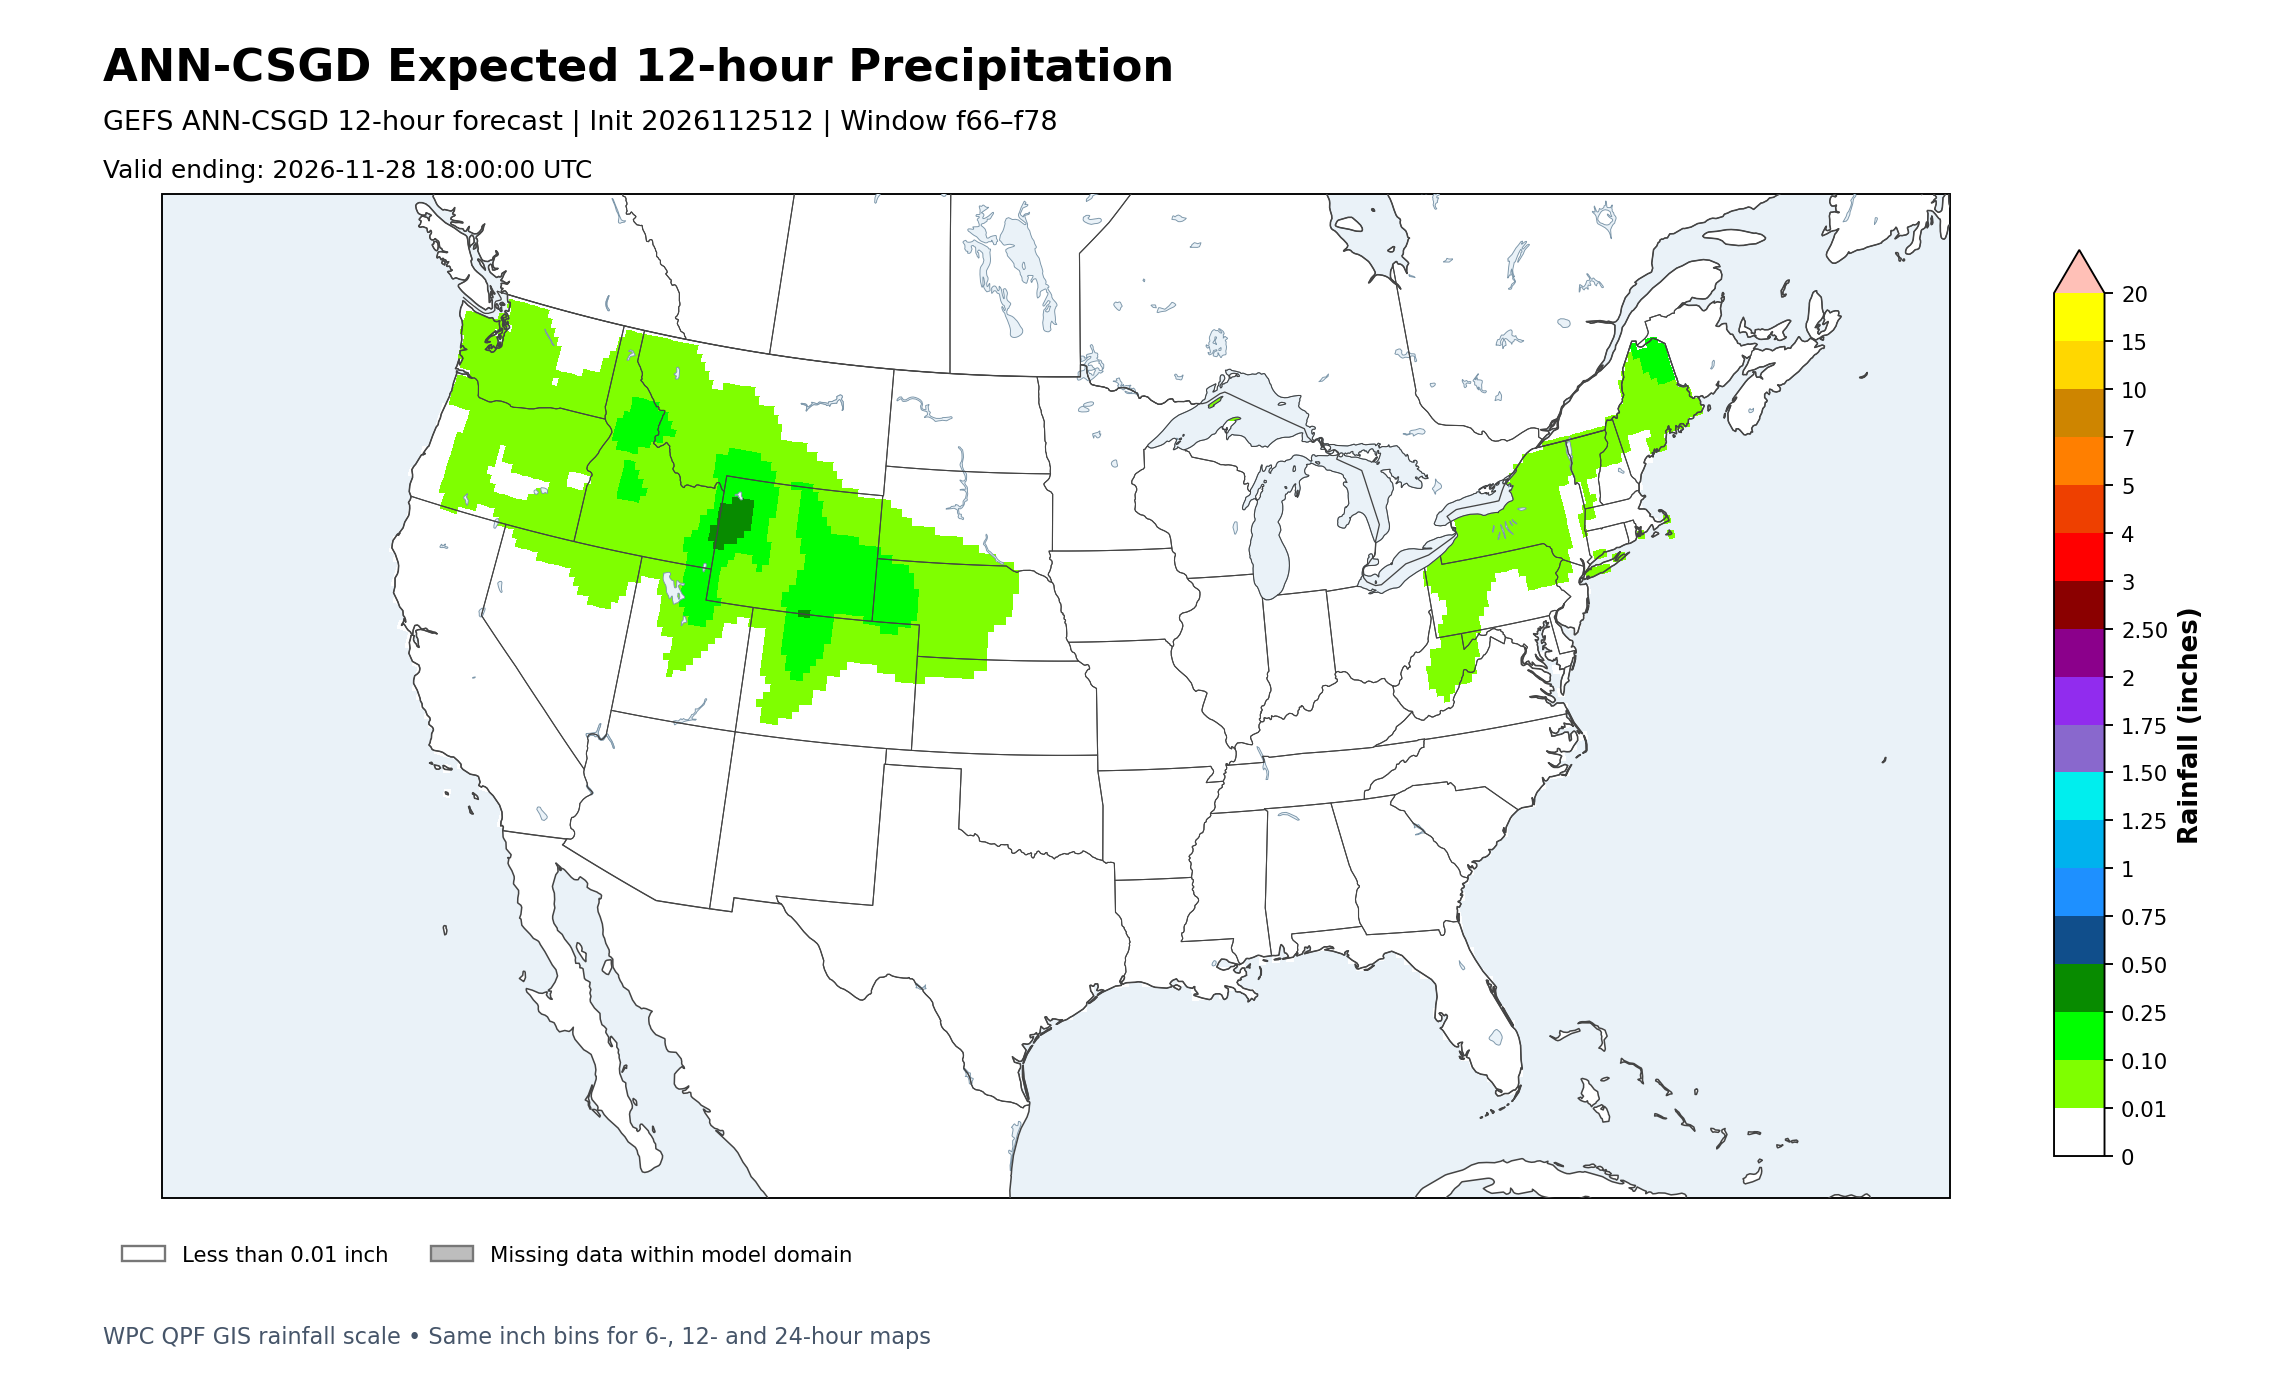 ANN-CSGD Expected 12-hour Precipitation
GEFS ANN-CSGD 12-hour forecast | Init 2026112512 | Window f66–f78
Valid ending: 2026-11-28 18:00:00 UTC
20
15
10
7
5
4
3
2.50
2
1.75
1.50
1.25
1
0.75
0.50
0.25
0.10
0.01
0
Rainfall (inches)
Less than 0.01 inch
Missing data within model domain
WPC QPF GIS rainfall scale • Same inch bins for 6-, 12- and 24-hour maps